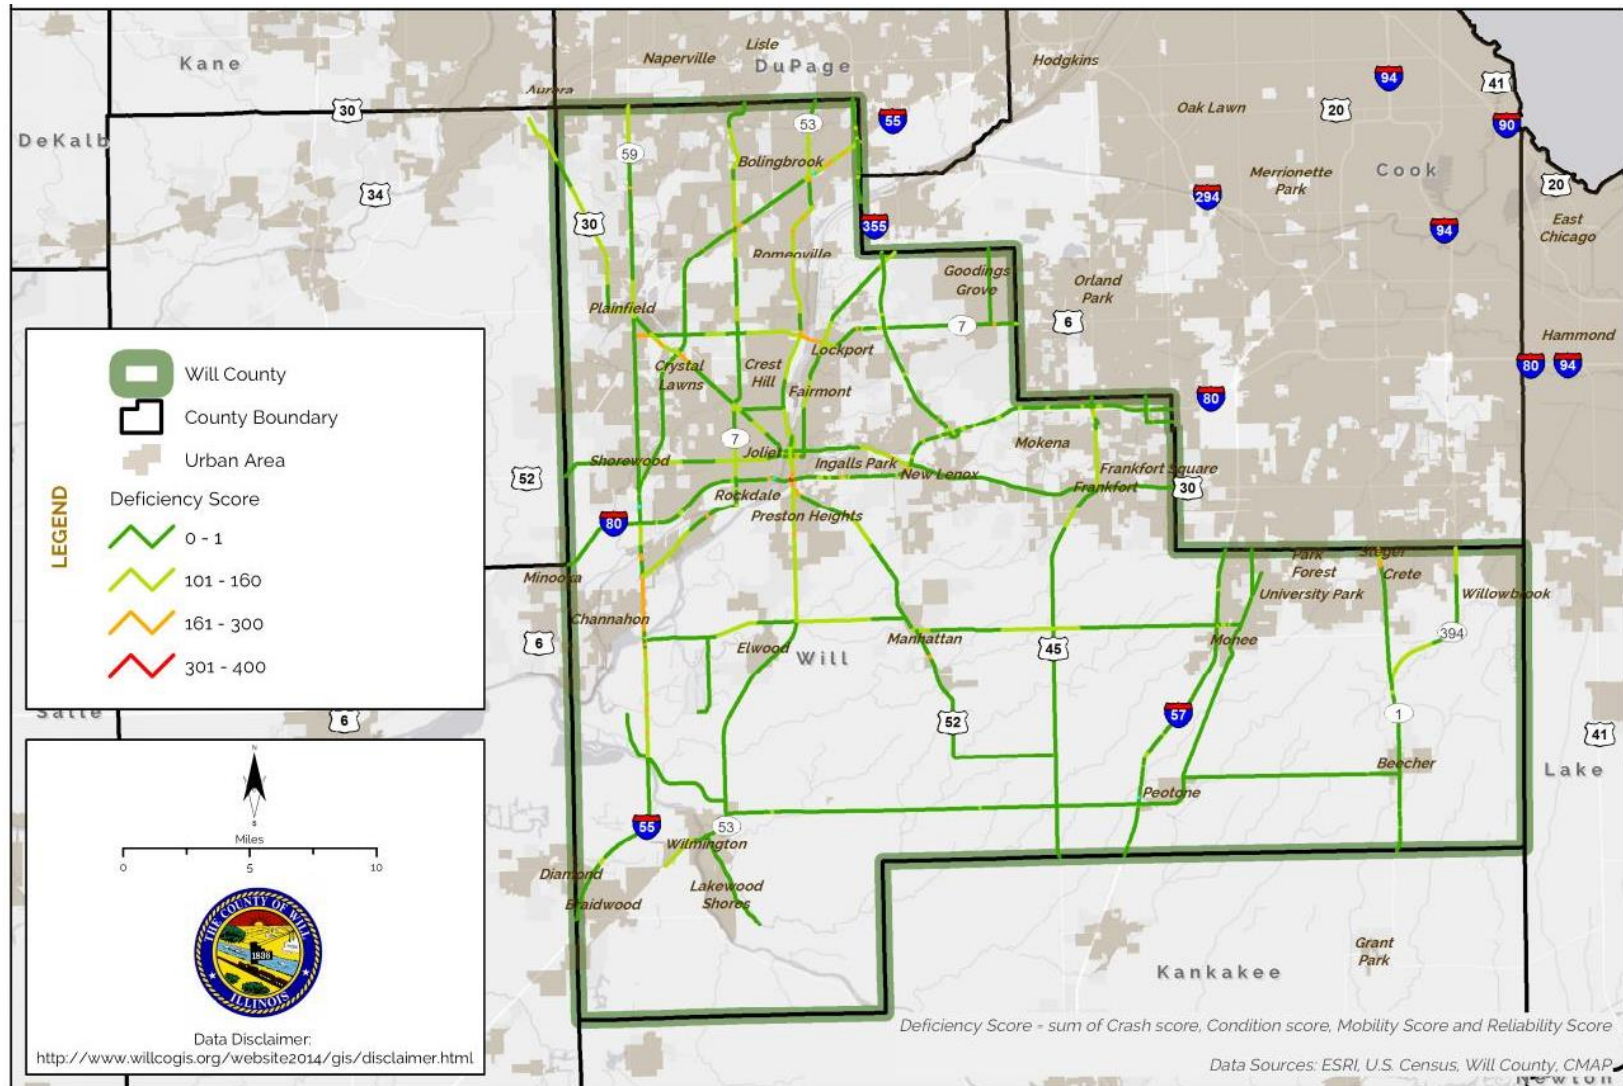 Kane
Naperville
Lisle
DuPage
Hodgkins
94
41
Aurora
30
DeKalb
53
55
Oak Lawn
20
90
59
Bolingbrook
Merrionette
Park
Cook
34
294
20
30
355
94
East
Chicago
Romeoville
Goodings
Grove
Orland
Park
Plainfield
7
6
Hammond
Lockport
80
94
Crystal
Lawns
Crest
Hill
Fairmont
80
7
Joliet
Mokena
Shorewood
Ingalls Park
New Lenox
Frankfort Square
52
Rockdale
Frankfort
30
Preston Heights
80
Minooka
Park
Forest
Steger
Crete
University Park
Willowbrook
Channahon
6
Elwood
Manhattan
Monee
394
Will
45
57
52
1
6
41
Beecher
Lake
Peotone
55
53
Wilmington
Diamond
Braidwood
Lakewood
Shores
Grant
Park
Kankakee
LEGEND
Will County
County Boundary
Urban Area
Deficiency Score
0 - 1
101 - 160
161 - 300
301 - 400
N
S
Miles
0 5 10
THE COUNTY OF WILL
1836
ILLINOIS
Data Disclaimer:
http://www.willcogis.org/website2014/gis/disclaimer.html
Deficiency Score = sum of Crash score, Condition score, Mobility Score and Reliability Score
Data Sources: ESRI, U.S. Census, Will County, CMAP
Newton